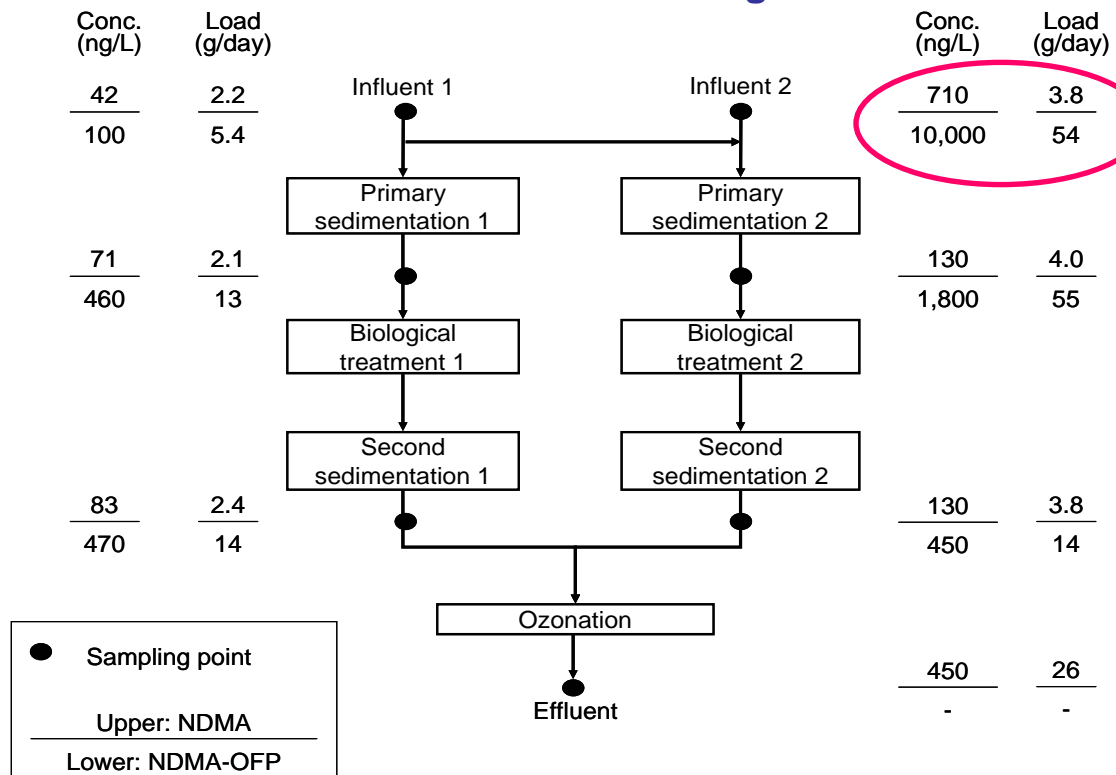 g
Conc.
(ng/L)
Load
(g/day)
Conc.
(ng/L)
Load
(g/day)
42
100
2.2
5.4
Influent 1
Influent 2
710
10,000
3.8
54
Primary
sedimentation 1
Primary
sedimentation 2
71
460
2.1
13
130
1,800
4.0
55
Biological
treatment 1
Biological
treatment 2
Second
sedimentation 1
Second
sedimentation 2
83
470
2.4
14
130
450
3.8
14
Ozonation
Effluent
450
-
26
-
Sampling point
Upper: NDMA
Lower: NDMA-OFP